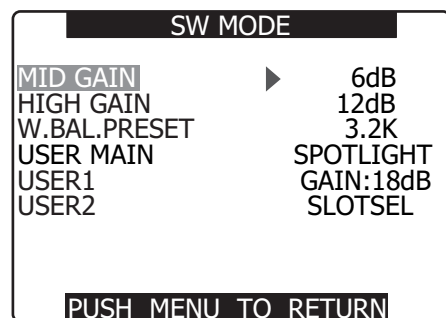 SW MODE
MID GAIN ▶ 6dB
HIGH GAIN 12dB
W.BAL.PRESET 3.2K
USER MAIN SPOTLIGHT
USER1 GAIN:18dB
USER2 SLOTSEL
PUSH MENU TO RETURN